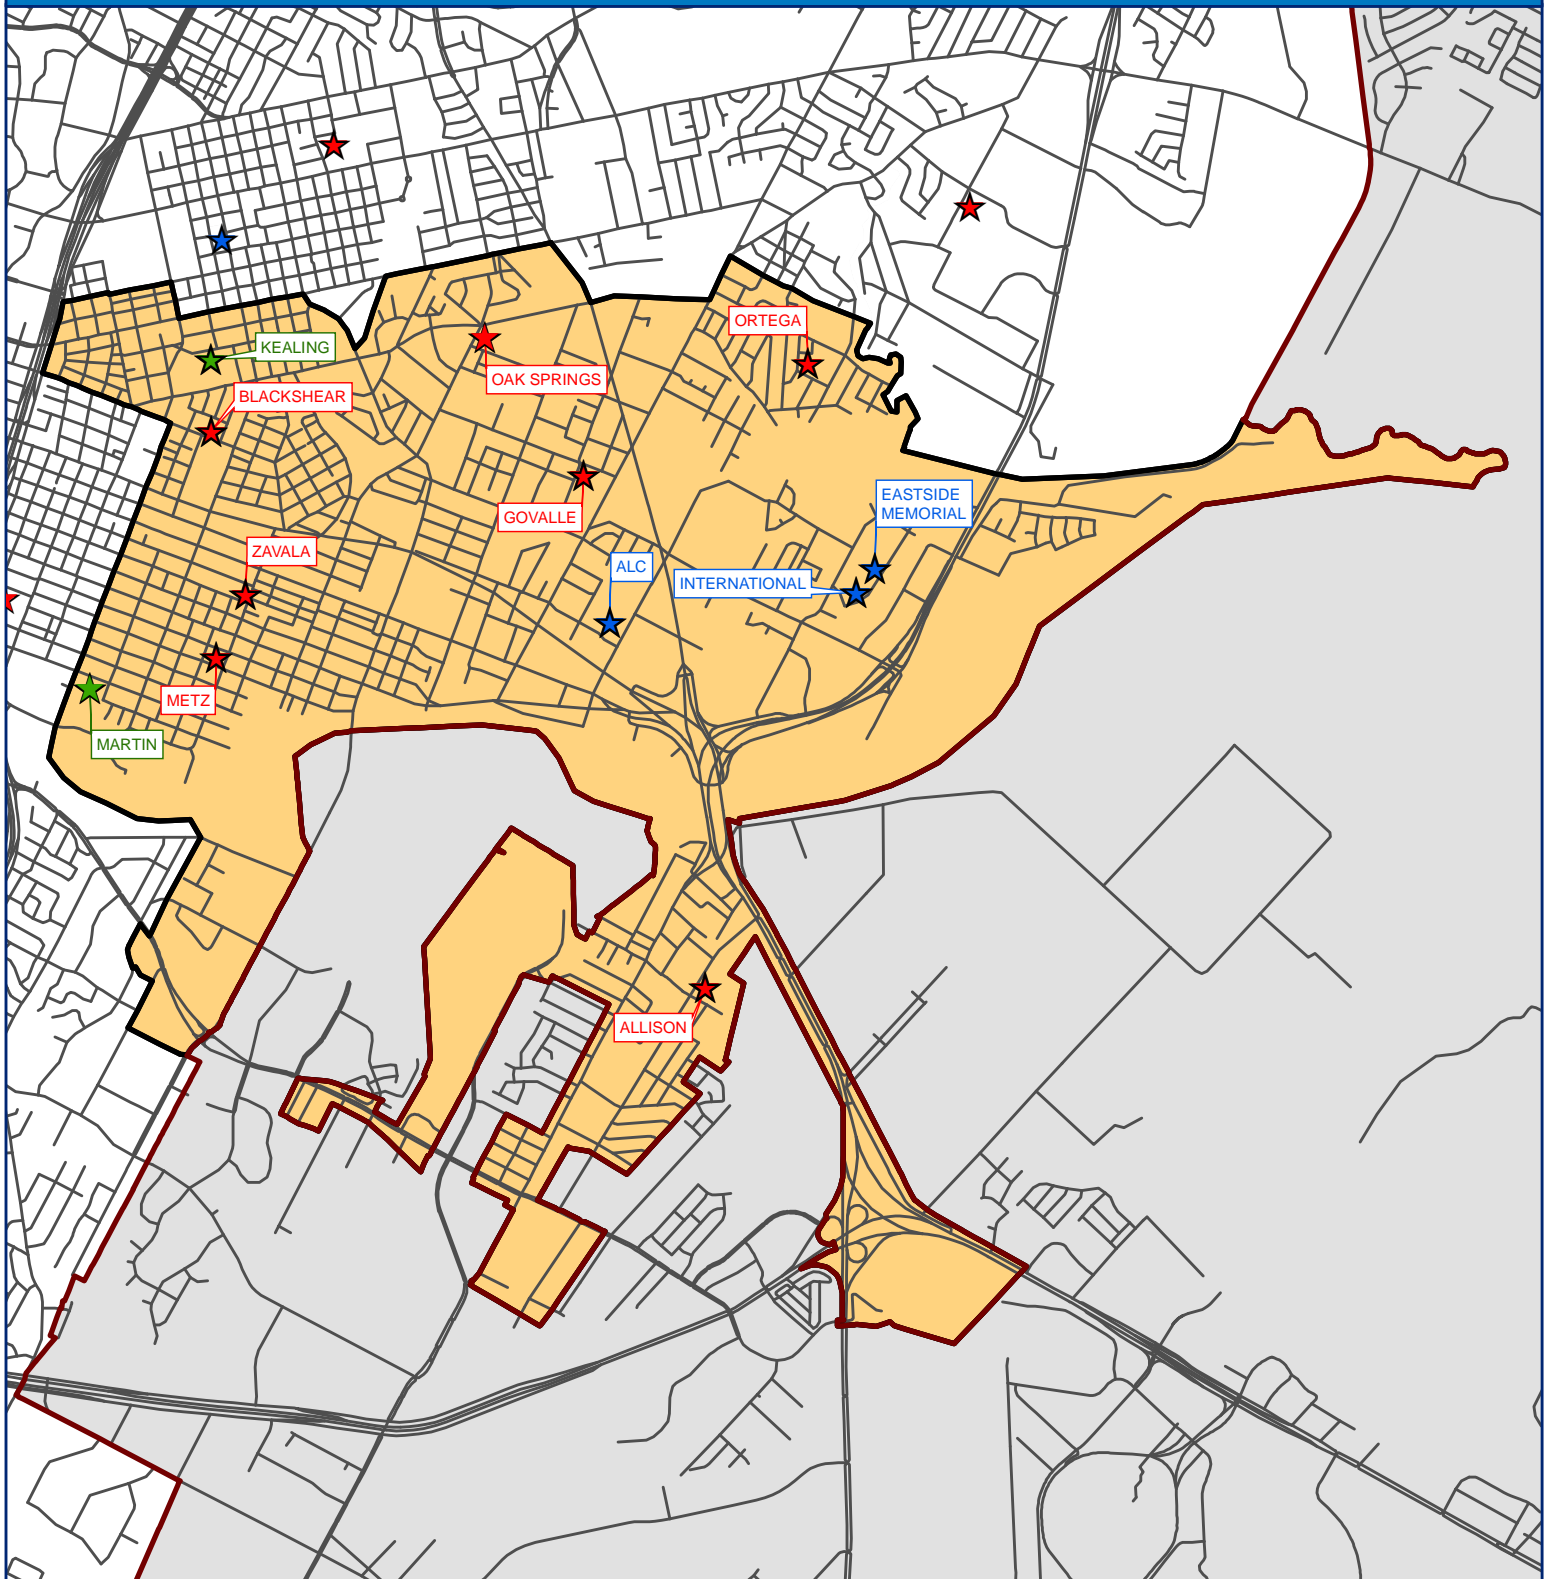 ORTEGA
KEALING
OAK SPRINGS
BLACKSHEAR
EASTSIDE
MEMORIAL
GOVALLE
ZAVALA
ALC
INTERNATIONAL
METZ
MARTIN
ALLISON